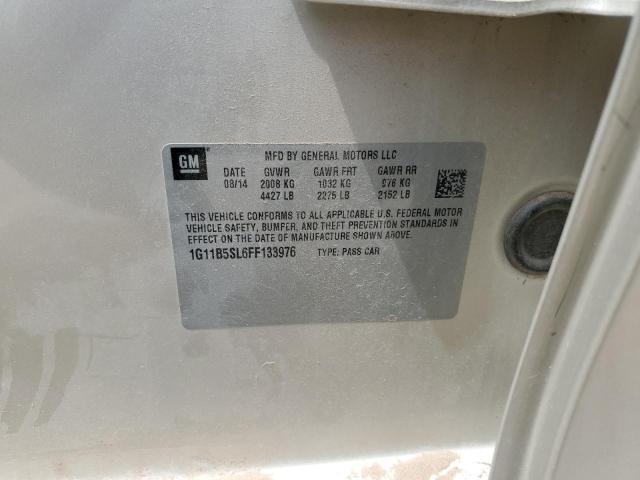 GM
MFD BY GENERAL MOTORS LLC
DATE GVWR GAWR FRT GAWR RR
08/14 2008 KG 1032 KG 976 KG
4427 LB 2275 LB 2152 LB
THIS VEHICLE CONFORMS TO ALL APPLICABLE U.S. FEDERAL MOTOR
VEHICLE SAFETY, BUMPER, AND THEFT PREVENTION STANDARDS
IN EFFECT ON THE DATE OF MANUFACTURE SHOWN ABOVE.
1G11B5SL6FF133976 TYPE: PASS CAR